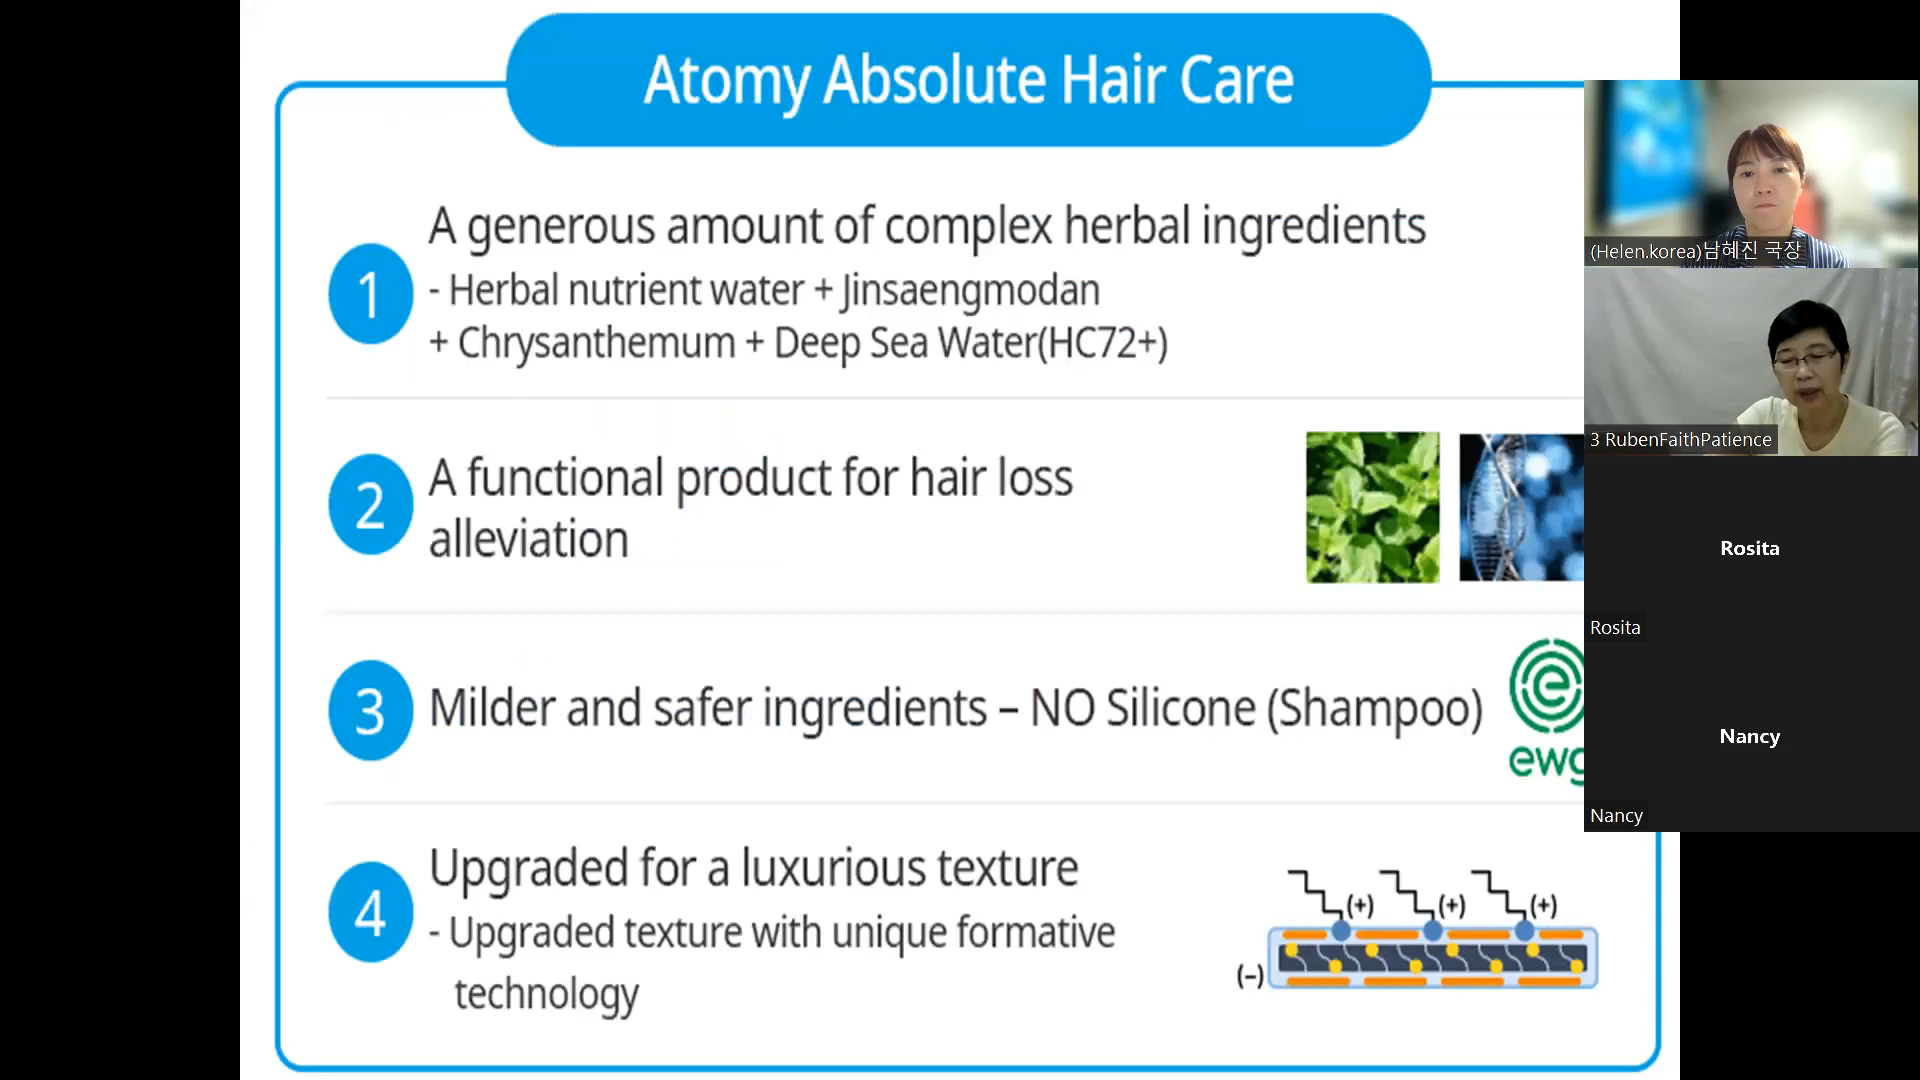 Atomy Absolute Hair Care
1
A generous amount of complex herbal ingredients
- Herbal nutrient water + Jinsaengmodan
+ Chrysanthemum + Deep Sea Water(HC72+)
2
A functional product for hair loss
alleviation
3
Milder and safer ingredients – NO Silicone (Shampoo)
ewg
4
Upgraded for a luxurious texture
- Upgraded texture with unique formative
technology
(+) (+) (+)
(–)
(Helen.korea)남혜진 국장
3 RubenFaithPatience
Rosita
Rosita
Nancy
Nancy